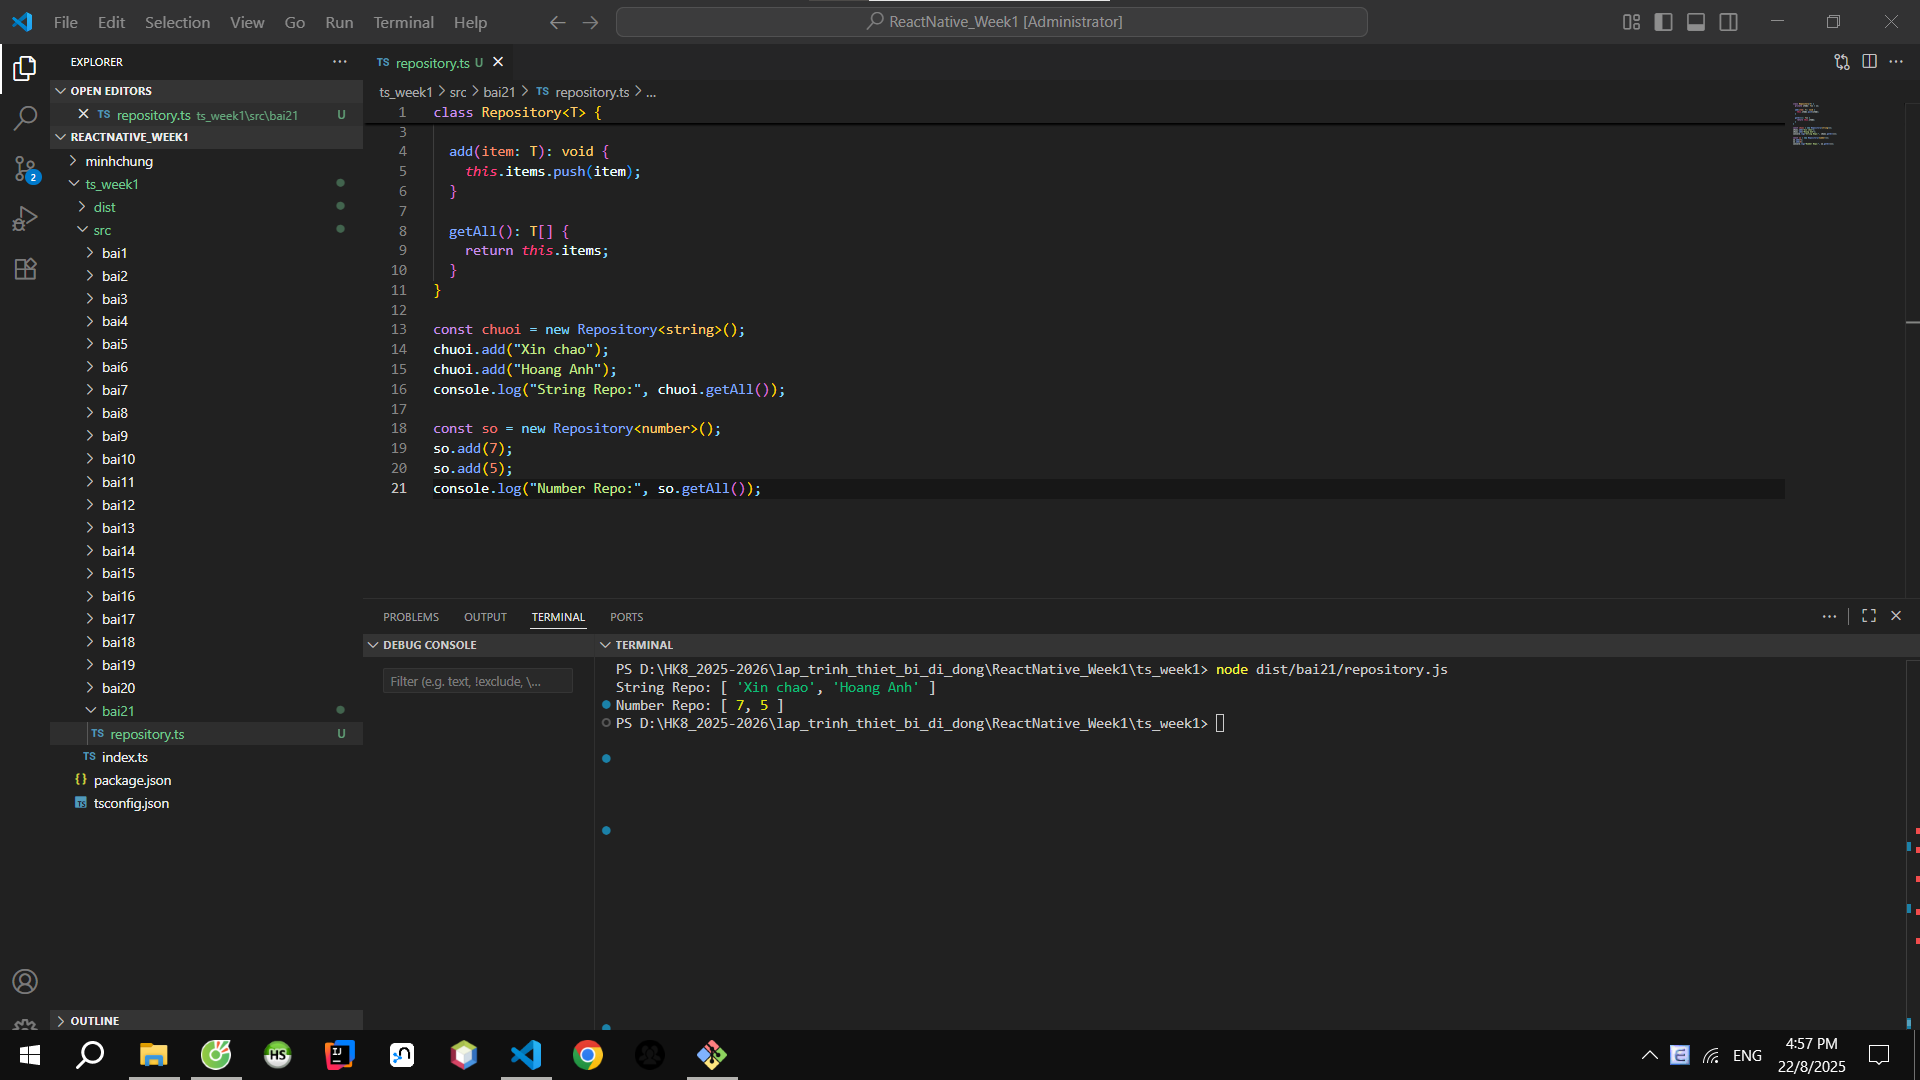 File Edit Selection View Go Run Terminal Help
ReactNative_Week1 [Administrator]
EXPLORER
OPEN EDITORS
TS repository.ts ts_week1\src\bai21 U
REACTNATIVE_WEEK1
minhchung
ts_week1
dist
src
bai1
bai2
bai3
bai4
bai5
bai6
bai7
bai8
bai9
bai10
bai11
bai12
bai13
bai14
bai15
bai16
bai17
bai18
bai19
bai20
bai21
TS repository.ts U
TS index.ts
{} package.json
TS tsconfig.json
OUTLINE
2
TS repository.ts U
ts_week1 > src > bai21 > TS repository.ts > ...
1 class Repository<T> {
3
4 add(item: T): void {
5 this.items.push(item);
6 }
7
8 getAll(): T[] {
9 return this.items;
10 }
11 }
12
13 const chuoi = new Repository<string>();
14 chuoi.add("Xin chao");
15 chuoi.add("Hoang Anh");
16 console.log("String Repo:", chuoi.getAll());
17
18 const so = new Repository<number>();
19 so.add(7);
20 so.add(5);
21 console.log("Number Repo:", so.getAll());
PROBLEMS OUTPUT TERMINAL PORTS
DEBUG CONSOLE
Filter (e.g. text, !exclude, \...
TERMINAL
PS D:\HK8_2025-2026\lap_trinh_thiet_bi_di_dong\ReactNative_Week1\ts_week1> node dist/bai21/repository.js
String Repo: [ 'Xin chao', 'Hoang Anh' ]
Number Repo: [ 7, 5 ]
PS D:\HK8_2025-2026\lap_trinh_thiet_bi_di_dong\ReactNative_Week1\ts_week1>
HS
IJ
E
ENG
4:57 PM
22/8/2025